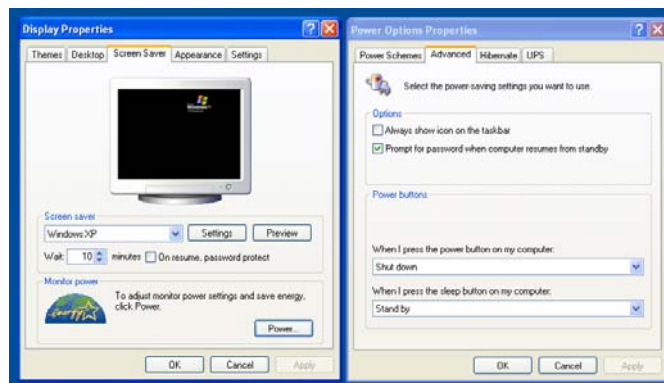 Display Properties
Themes Desktop Screen Saver Appearance Settings
Screen saver
Windows XP Settings Preview
Wait: 10 minutes On resume, password protect
Monitor power
To adjust monitor power settings and save energy,
click Power.
Power...
OK Cancel Apply
Power Options Properties
Power Schemes Advanced Hibernate UPS
Select the power-saving settings you want to use.
Options
Always show icon on the taskbar
Prompt for password when computer resumes from standby
Power buttons
When I press the power button on my computer:
Shut down
When I press the sleep button on my computer:
Stand by
OK Cancel Apply